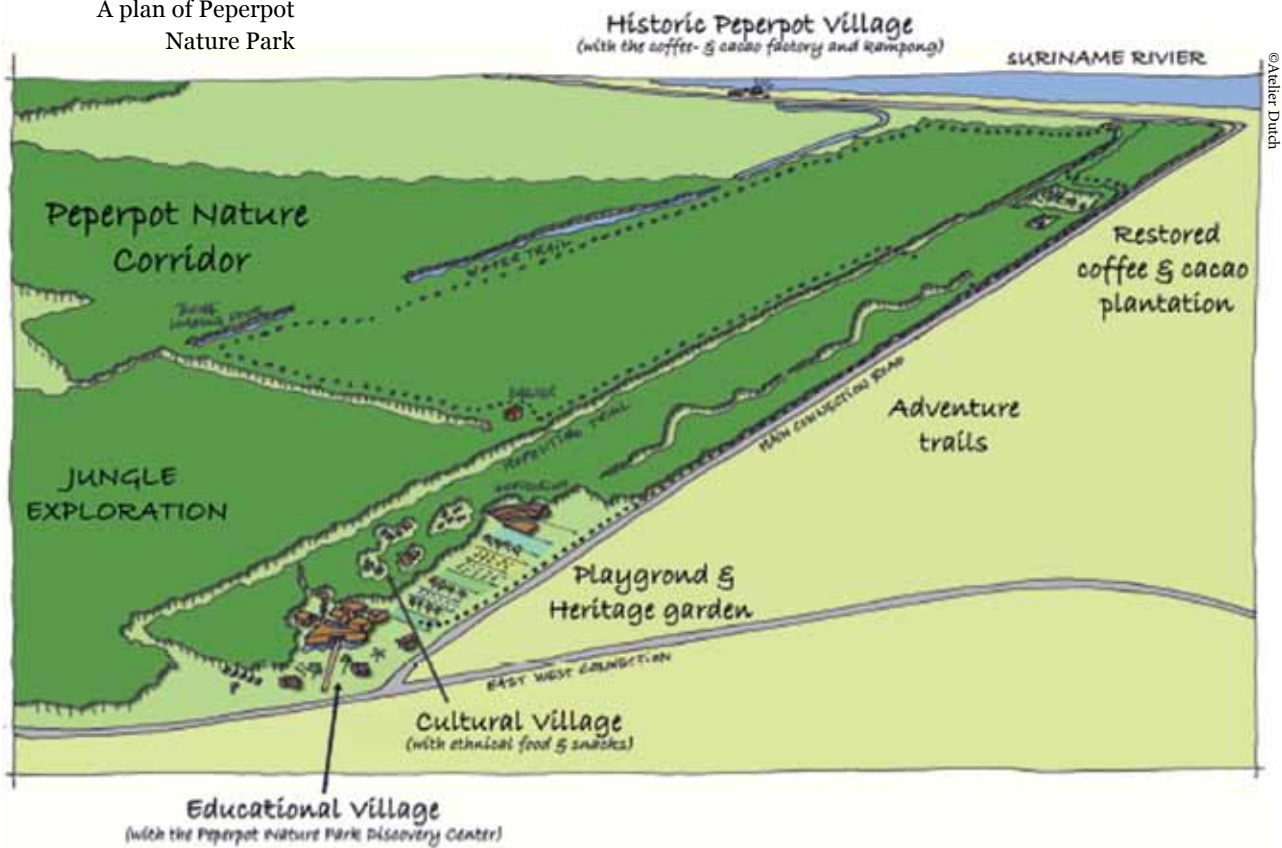 A plan of Peperpot
Nature Park
Historic Peperpot Village
(with the coffee- & cacao factory and kampong)
SURINAME RIVIER
©Atelier Dutch
Peperpot Nature
Corridor
WATER TRAIL
Restored
coffee & cacao
plantation
MAIN CONNECTION ROAD
Adventure
trails
JUNGLE
EXPLORATION
TRAIL
Playgrond &
Heritage garden
EAST WEST CONNECTION
Cultural Village
(with ethnical food & snacks)
Educational Village
(with the Peperpot Nature Park Discovery Center)